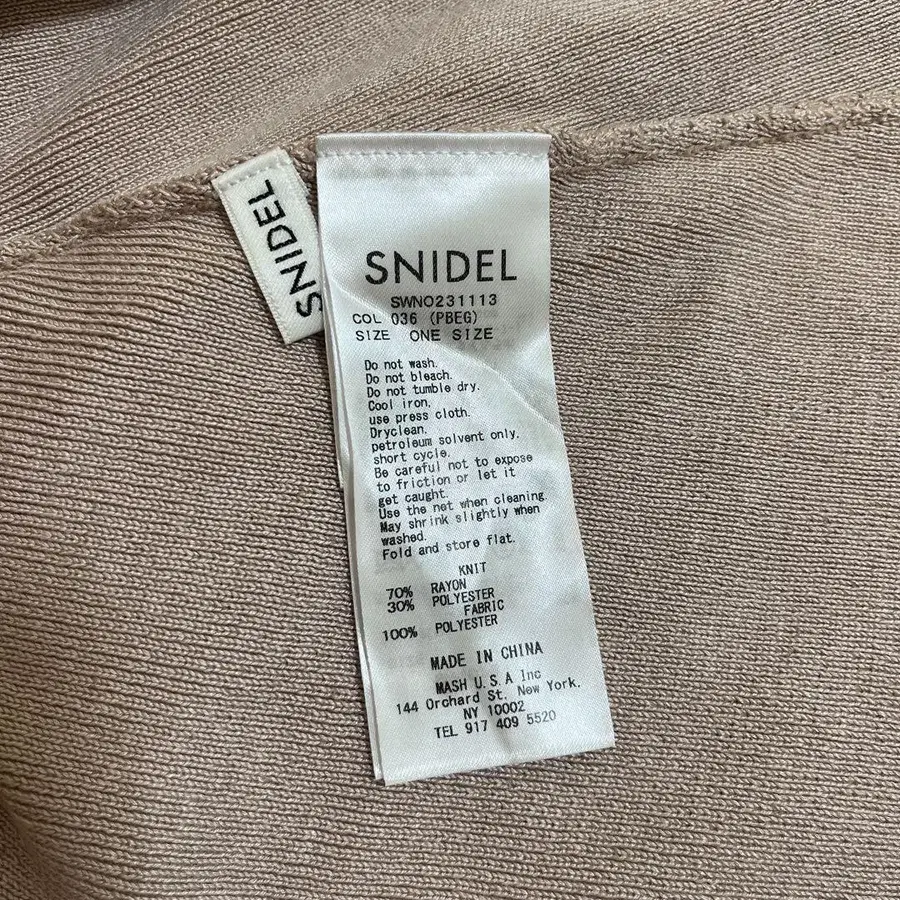 SNIDEL
SNIDEL
SWNO231113
COL 036 (PBEG)
SIZE ONE SIZE
Do not wash.
Do not bleach.
Do not tumble dry.
Cool iron,
use press cloth.
Dryclean,
petroleum solvent only.
short cycle.
Be careful not to expose
to friction or let it
get caught.
Use the net when cleaning.
May shrink slightly when
washed.
Fold and store flat.
KNIT
70% RAYON
30% POLYESTER
FABRIC
100% POLYESTER
MADE IN CHINA
MASH U.S.A Inc
144 Orchard St. New York.
NY 10002
TEL 917 409 5520